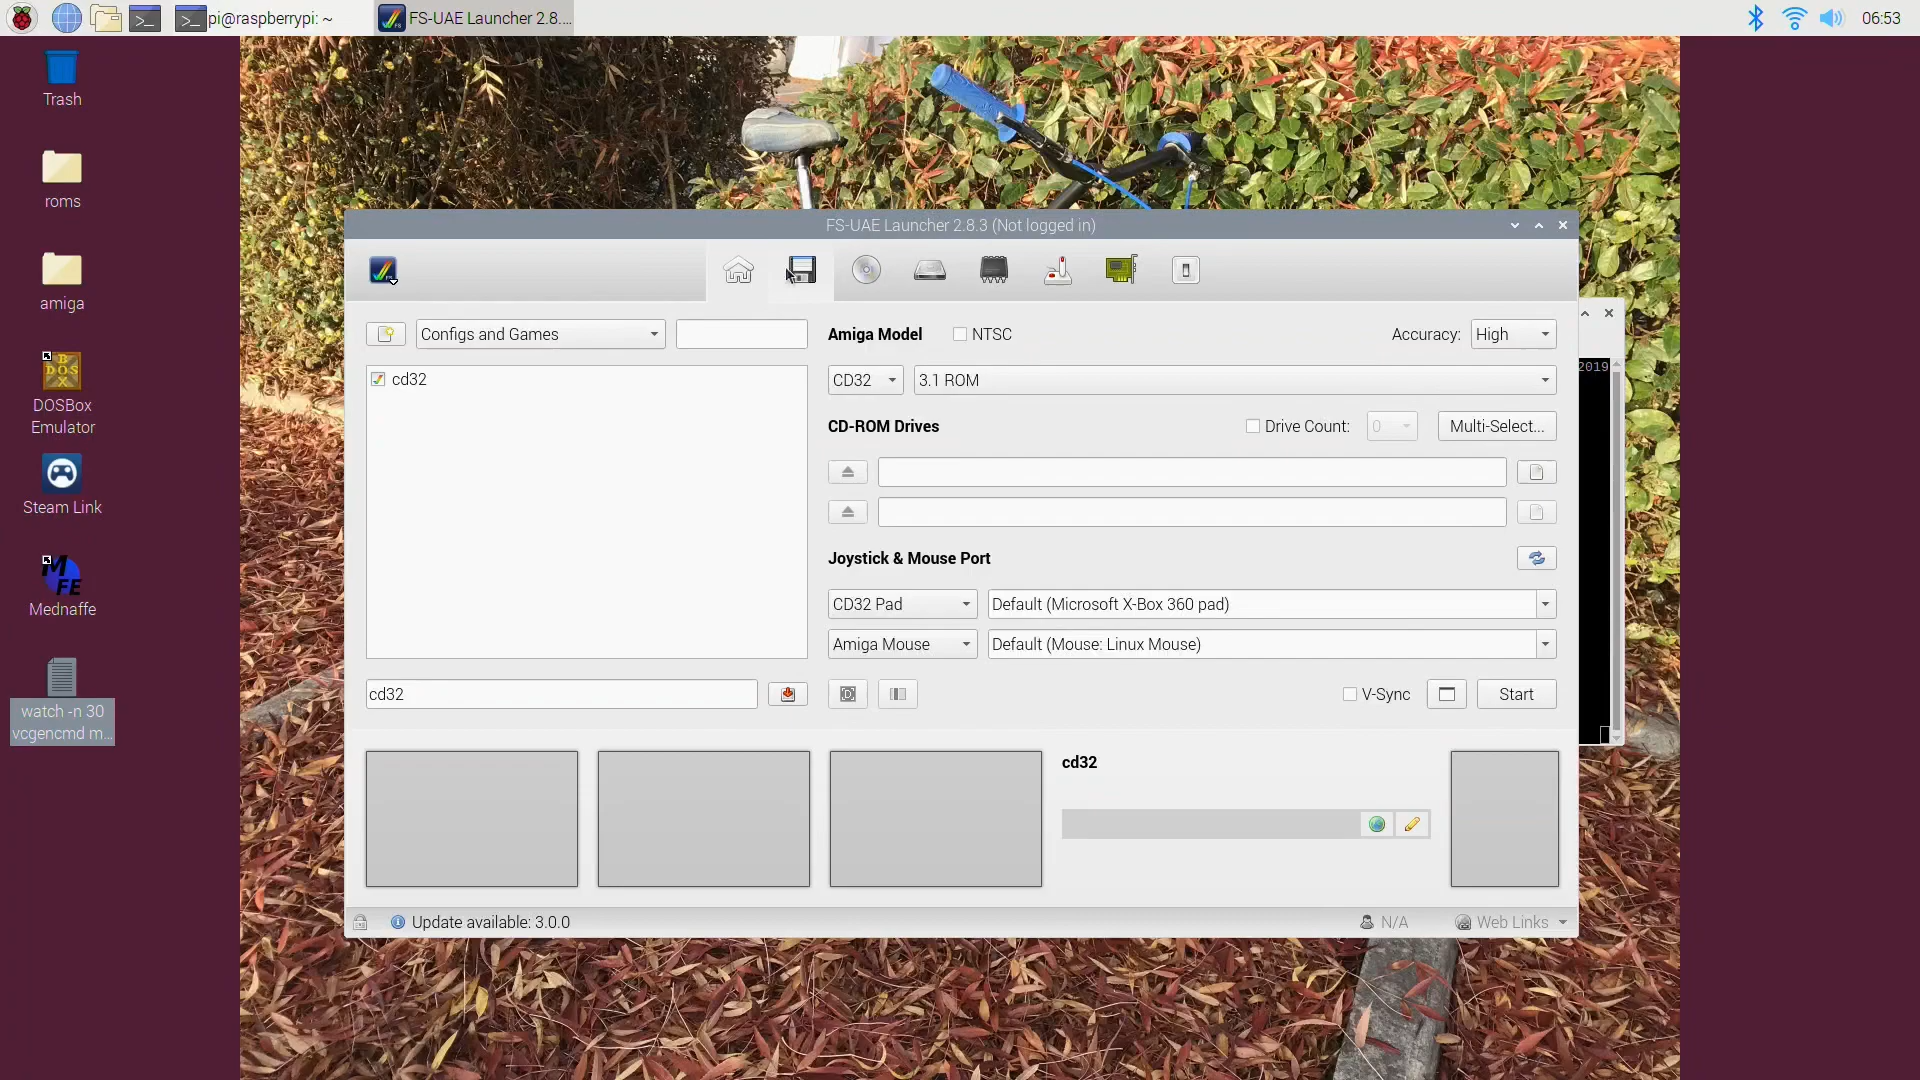 pi@raspberrypi: ~
FS-UAE Launcher 2.8....
06:53
Trash
roms
amiga
DOSBox
Emulator
Steam Link
Mednaffe
watch -n 30
vcgencmd m...
FS-UAE Launcher 2.8.3 (Not logged in)
Configs and Games
Amiga Model
NTSC
Accuracy:
High
cd32
CD32
3.1 ROM
CD-ROM Drives
Drive Count:
0
Multi-Select...
2019
Joystick & Mouse Port
CD32 Pad
Default (Microsoft X-Box 360 pad)
Amiga Mouse
Default (Mouse: Linux Mouse)
cd32
V-Sync
Start
cd32
Update available: 3.0.0
N/A
Web Links